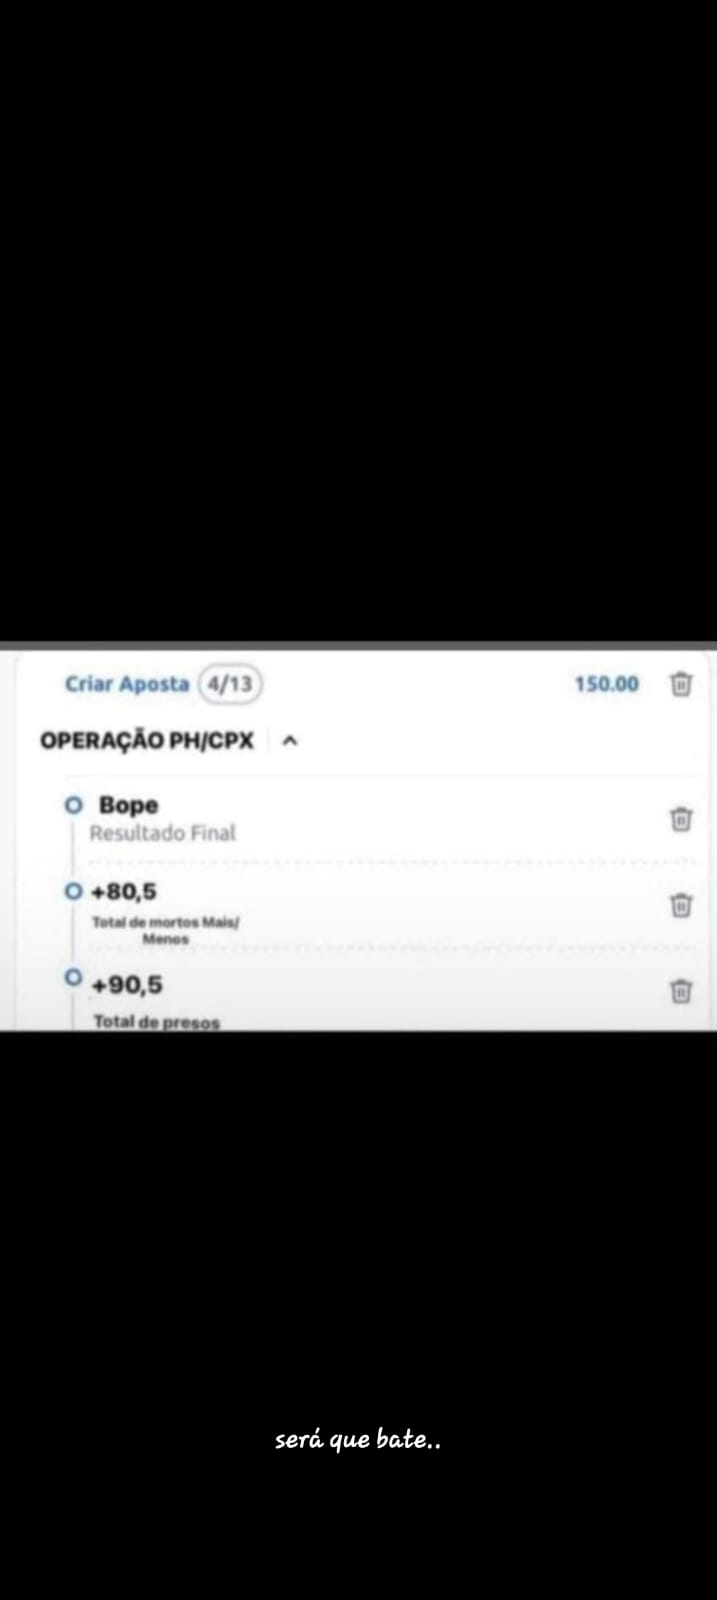 Criar Aposta 4/13 150.00
OPERAÇÃO PH/CPX
Bope
Resultado Final
+80,5
Total de mortos Mais/
Menos
+90,5
Total de presos
será que bate..